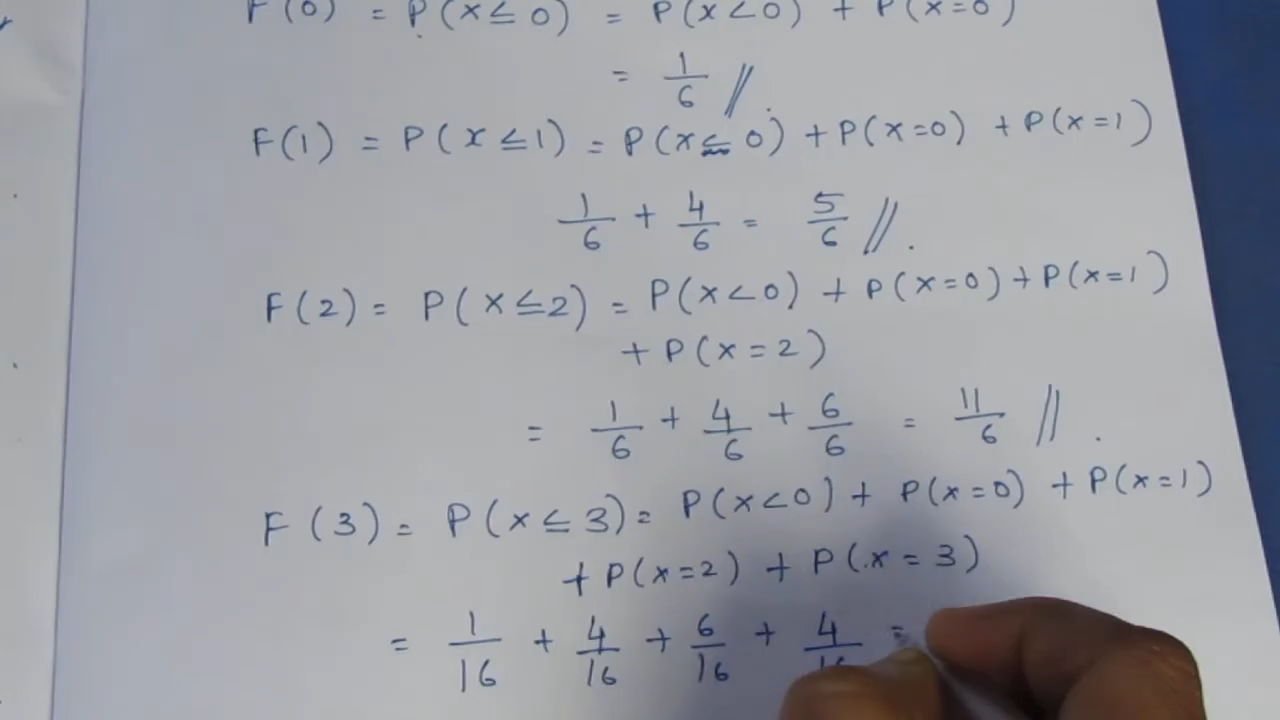 F(0) = P(x≤0) = P(x<0) + P(x=0)
= 1/6 //.
F(1) = P(x≤1) = P(x≤0) + P(x=0) + P(x=1)
1/6 + 4/6 = 5/6 //.
F(2) = P(x≤2) = P(x<0) + P(x=0) + P(x=1)
+ P(x=2)
= 1/6 + 4/6 + 6/6 = 11/6 //.
F(3) = P(x≤3) = P(x<0) + P(x=0) + P(x=1)
+ P(x=2) + P(x=3)
= 1/16 + 4/16 + 6/16 + 4/16 =